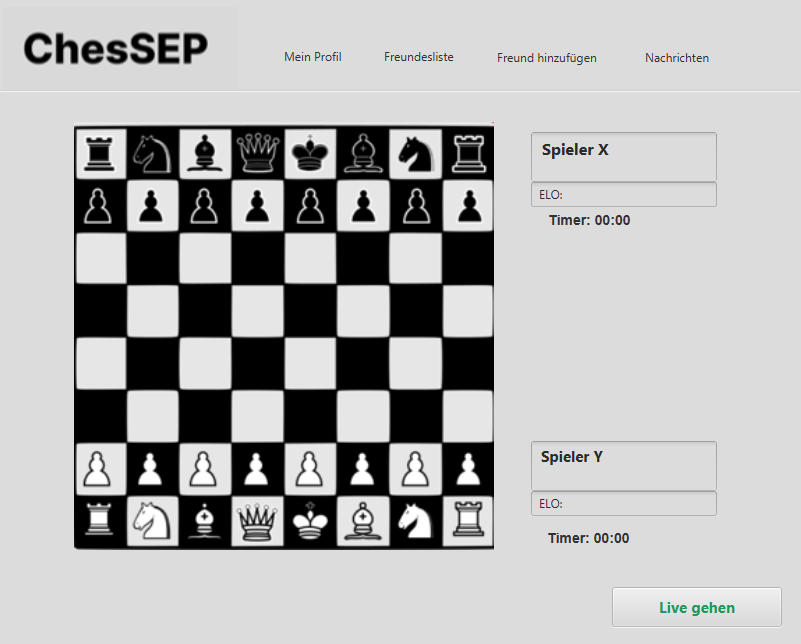 ChesSEP
Mein Profil
Freundesliste
Freund hinzufügen
Nachrichten
Spieler X
ELO:
Timer: 00:00
Spieler Y
ELO:
Timer: 00:00
Live gehen